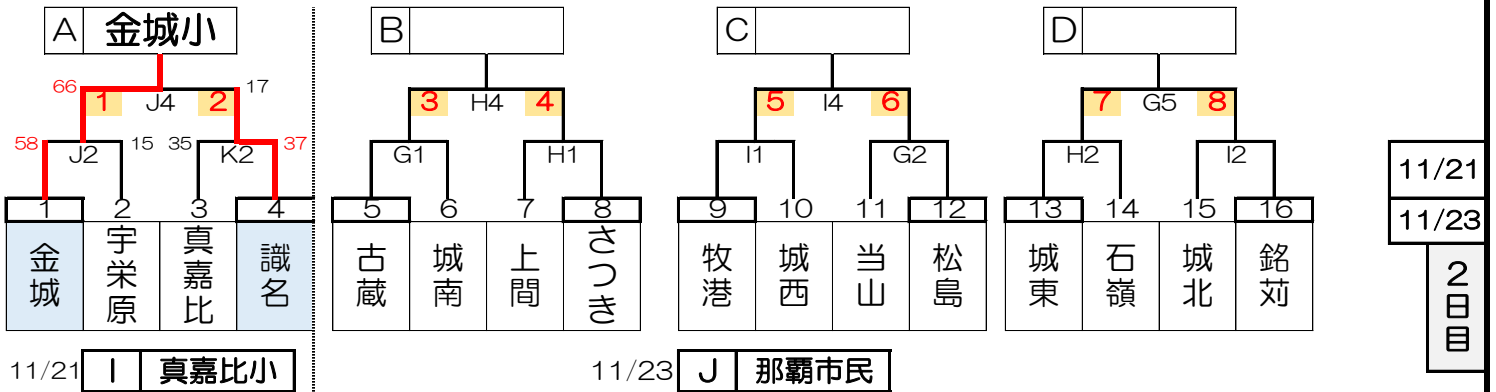 A 金城小 B C D
66 1 J4 2 17 3 H4 4 5 I4 6 7 G5 8
58 J2 15 35 K2 37 G1 H1 I1 G2 H2 I2
11/21
1 2 3 4 5 6 7 8 9 10 11 12 13 14 15 16
11/23
金城 宇栄原 真嘉比 識名 古蔵 城南 上間 さつき 牧港 城西 当山 松島 城東 石嶺 城北 銘苅
2日目
11/21 I 真嘉比小 11/23 J 那覇市民